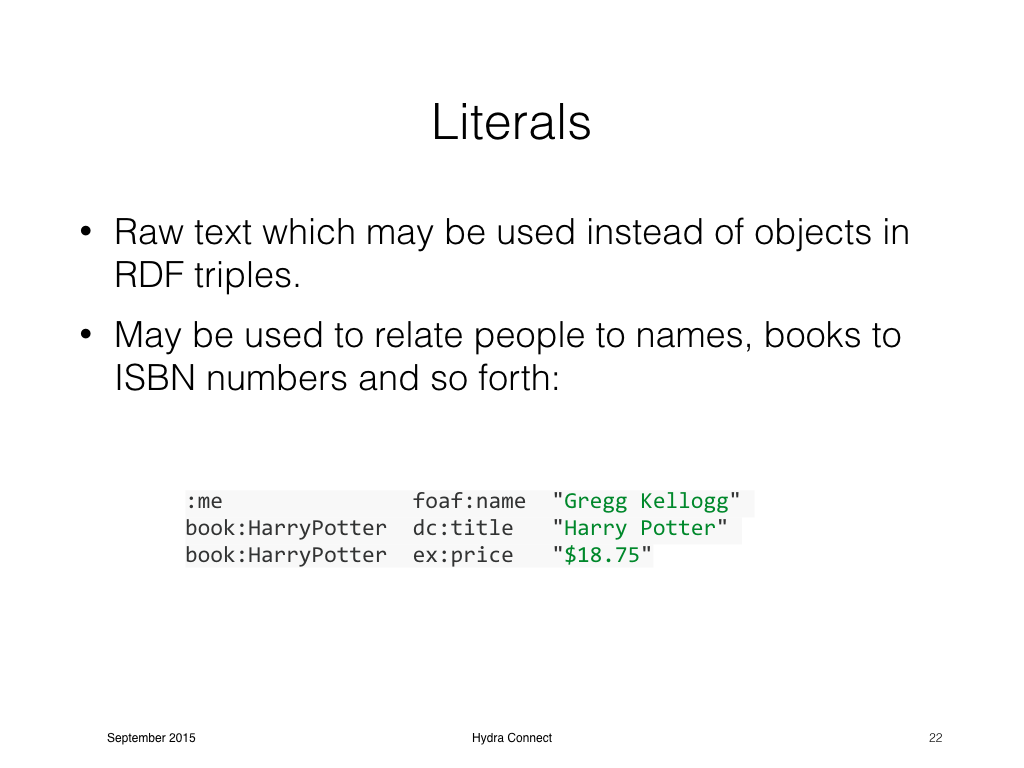 Literals
• Raw text which may be used instead of objects in
RDF triples.
• May be used to relate people to names, books to
ISBN numbers and so forth:
:me               foaf:name  "Gregg Kellogg"
book:HarryPotter  dc:title   "Harry Potter"
book:HarryPotter  ex:price   "$18.75"
September 2015 Hydra Connect 22